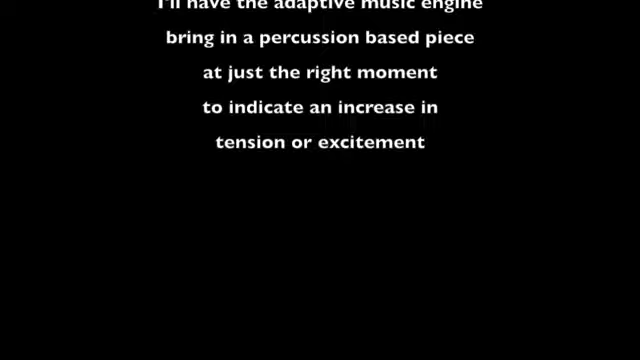 I'll have the adaptive music engine
bring in a percussion based piece
at just the right moment
to indicate an increase in
tension or excitement